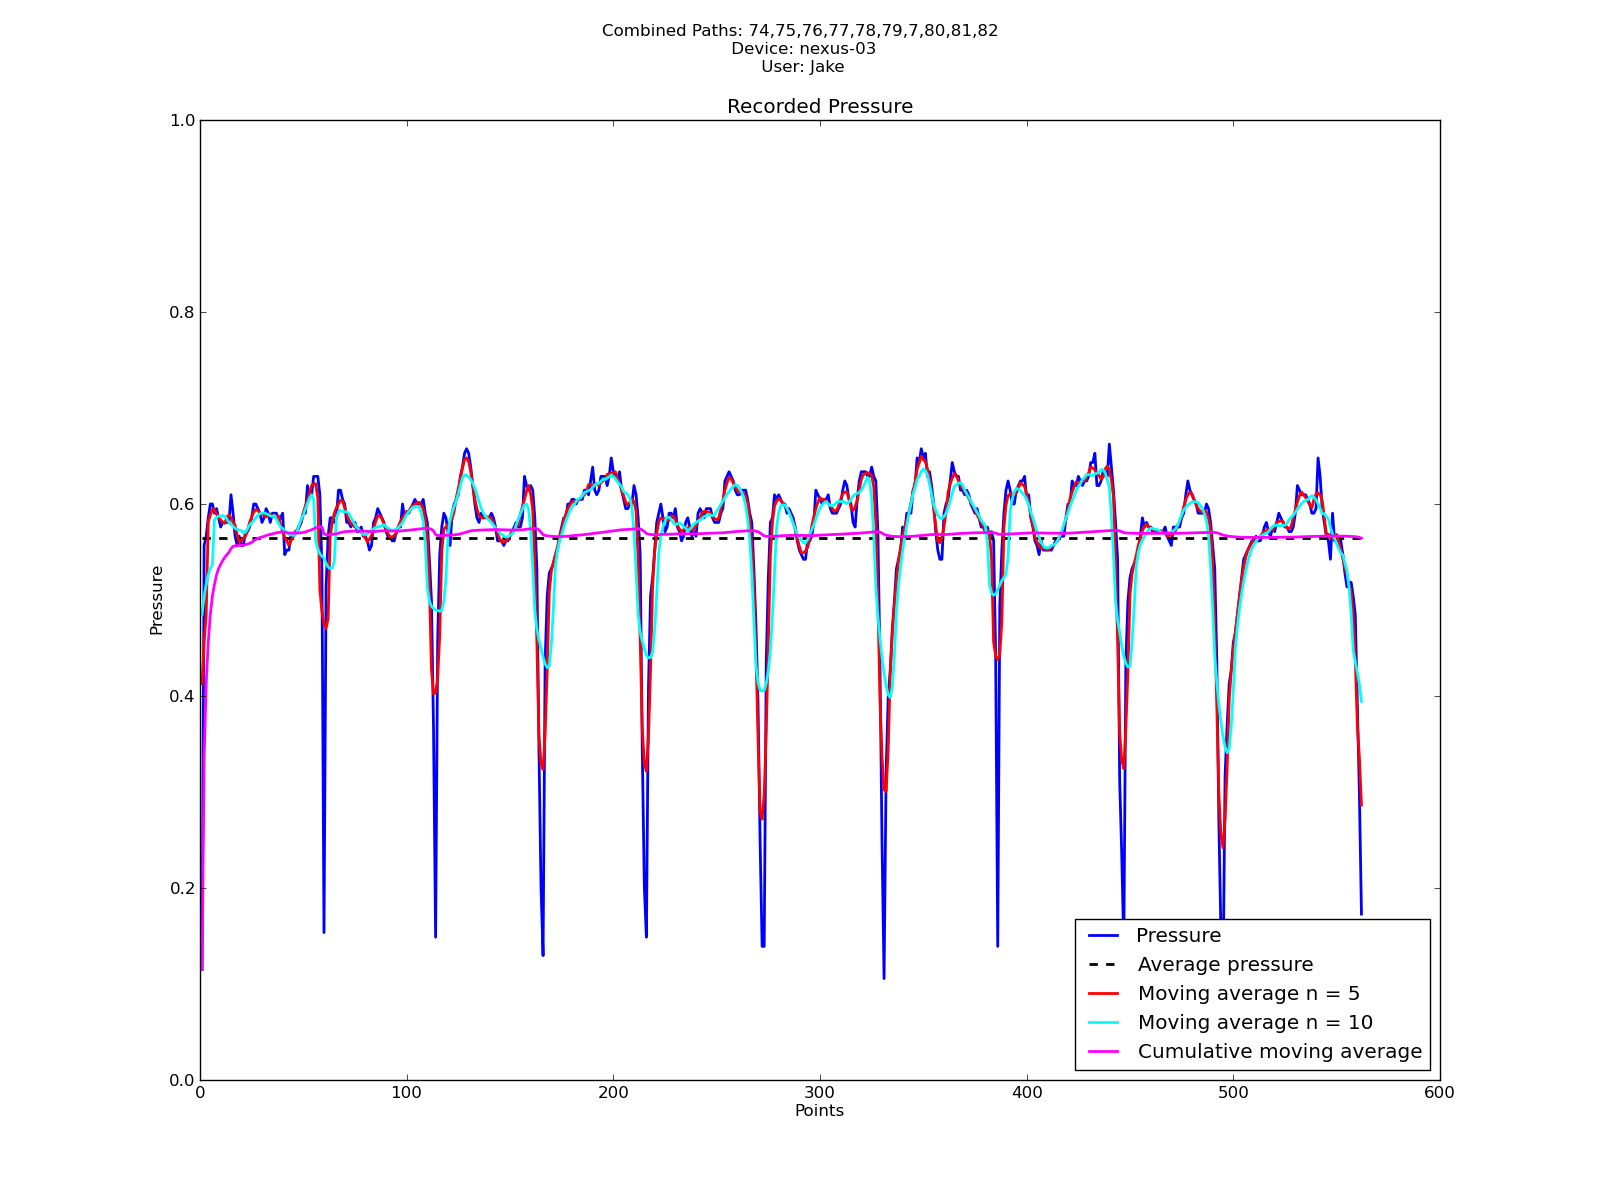 Combined Paths: 74,75,76,77,78,79,7,80,81,82
Device: nexus-03
User: Jake
Recorded Pressure
1.0
0.8
0.6
0.4
0.2
0.0
Pressure
0
100
200
300
400
500
600
Points
Pressure
Average pressure
Moving average n = 5
Moving average n = 10
Cumulative moving average